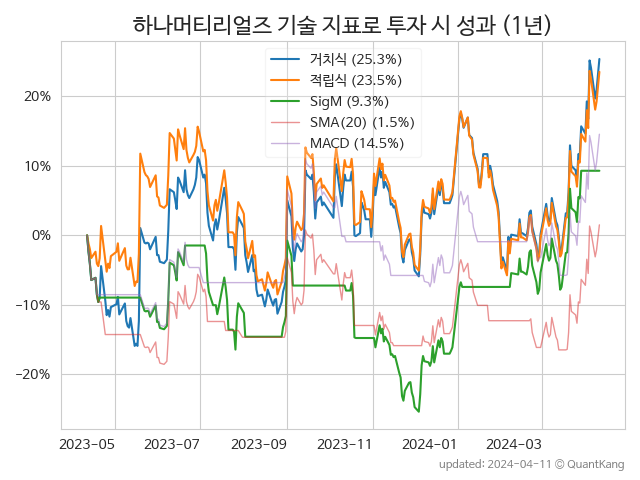 하나머티리얼즈 기술 지표로 투자 시 성과 (1년)
거치식 (25.3%)
적립식 (23.5%)
SigM (9.3%)
SMA(20) (1.5%)
MACD (14.5%)
20%
10%
0%
−10%
−20%
2023-05 2023-07 2023-09 2023-11 2024-01 2024-03
updated: 2024-04-11 © QuantKang